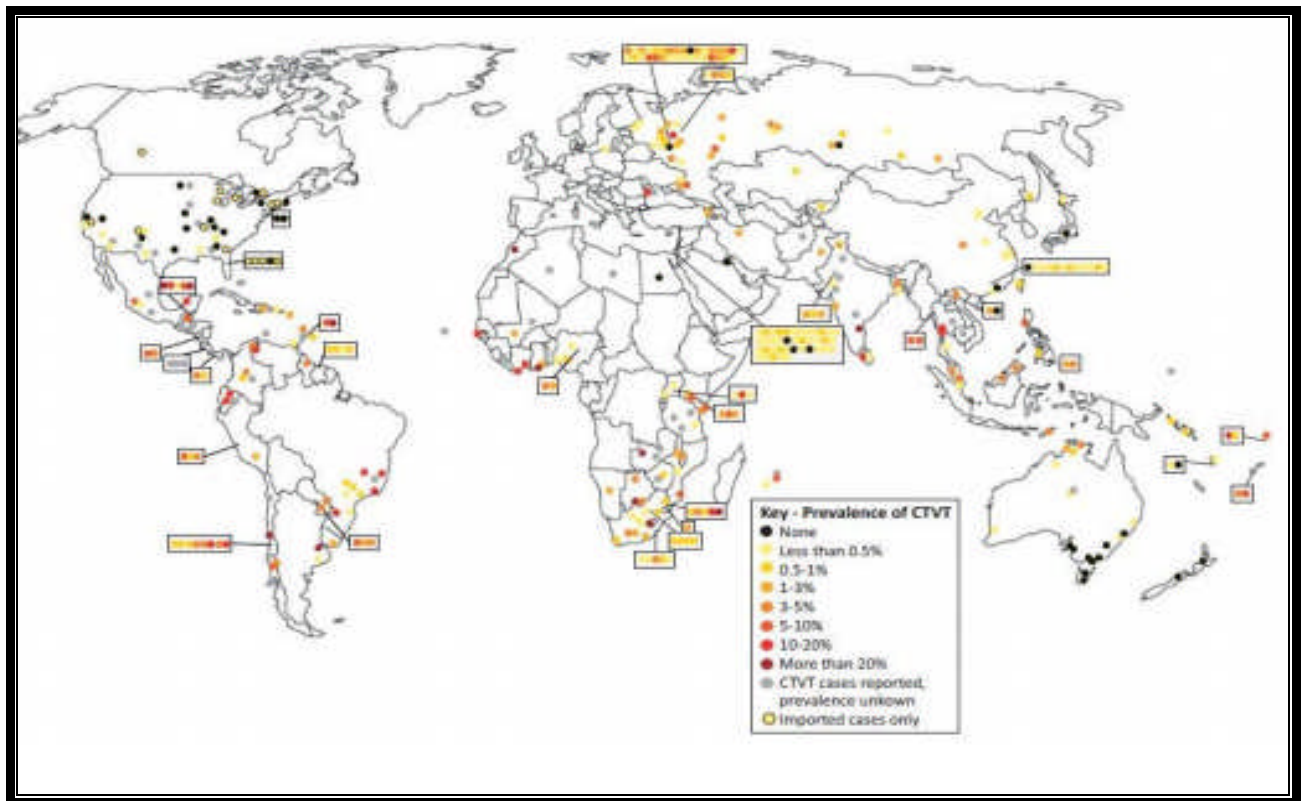 Key - Prevalence of CTVT
None
Less than 0.5%
0.5-1%
1-3%
3-5%
5-10%
10-20%
More than 20%
CTVT cases reported,
prevalence unkown
Imported cases only